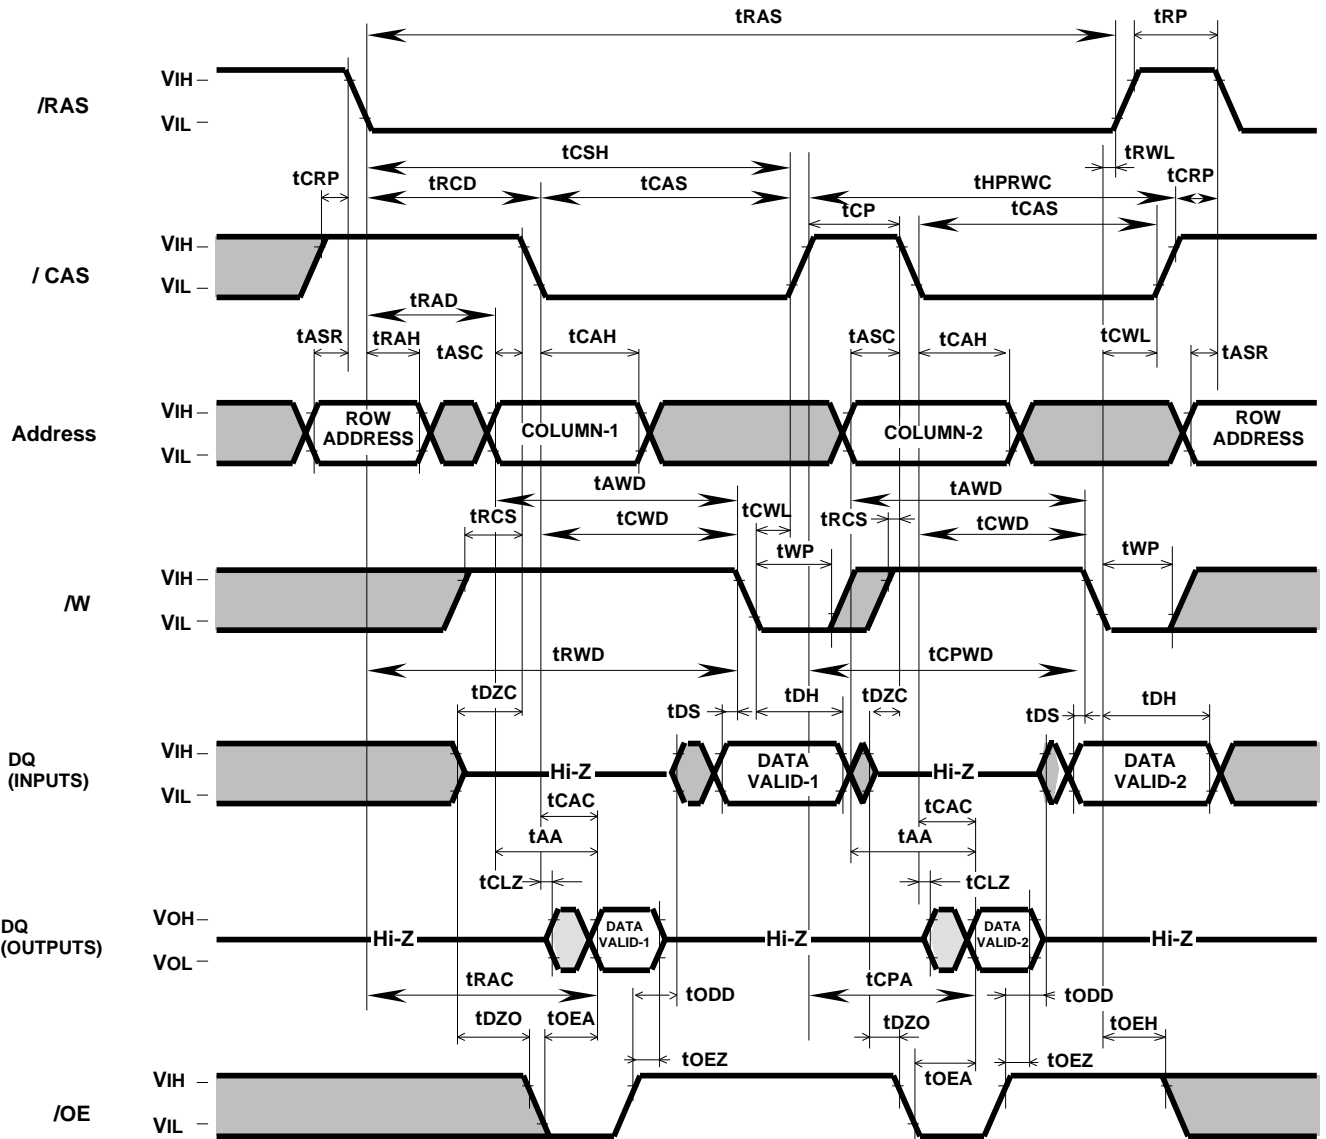 tRAS tRP
VIH
/RAS
VIL
tCSH tRWL
tCRP tRCD tCAS tHPRWC tCRP
tCP tCAS
VIH
/ CAS
VIL
tRAD
tASR tRAH tASC tCAH tASC tCAH tCWL tASR
VIH
Address ROW ADDRESS COLUMN-1 COLUMN-2 ROW ADDRESS
VIL
tAWD tAWD
tRCS tCWD tCWL tRCS tCWD
tWP tWP
VIH
/W
VIL
tRWD tCPWD
tDZC tDS tDH tDZC tDS tDH
VIH
DQ (INPUTS) Hi-Z DATA VALID-1 Hi-Z DATA VALID-2
VIL
tCAC tCAC
tAA tAA
tCLZ tCLZ
VOH
DQ (OUTPUTS) Hi-Z DATA VALID-1 Hi-Z DATA VALID-2 Hi-Z
VOL
tRAC tODD tCPA tODD
tDZO tOEA tDZO tOEH
tOEZ tOEA tOEZ
VIH
/OE
VIL